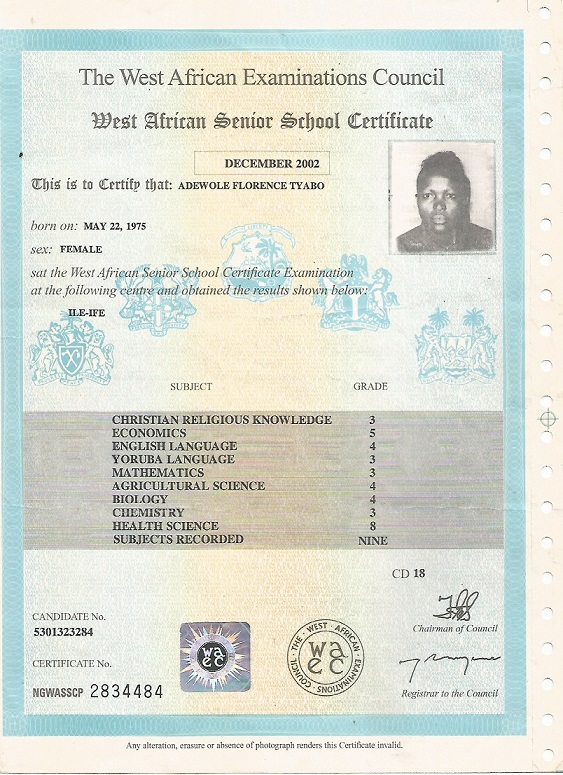 The West African Examinations Council
West African Senior School Certificate
DECEMBER 2002
This is to Certify that: ADEWOLE FLORENCE TYABO
born on: MAY 22, 1975
sex: FEMALE
sat the West African Senior School Certificate Examination
at the following centre and obtained the results shown below:
ILE-IFE
SUBJECT GRADE
CHRISTIAN RELIGIOUS KNOWLEDGE 3
ECONOMICS 5
ENGLISH LANGUAGE 4
YORUBA LANGUAGE 3
MATHEMATICS 3
AGRICULTURAL SCIENCE 4
BIOLOGY 4
CHEMISTRY 3
HEALTH SCIENCE 8
SUBJECTS RECORDED NINE
CD 18
CANDIDATE No.
5301323284
Chairman of Council
CERTIFICATE No.
NGWASSCP 2834484
waec
THE · WEST · AFRICAN · EXAMINATIONS · COUNCIL
waec
Registrar to the Council
Any alteration, erasure or absence of photograph renders this Certificate invalid.